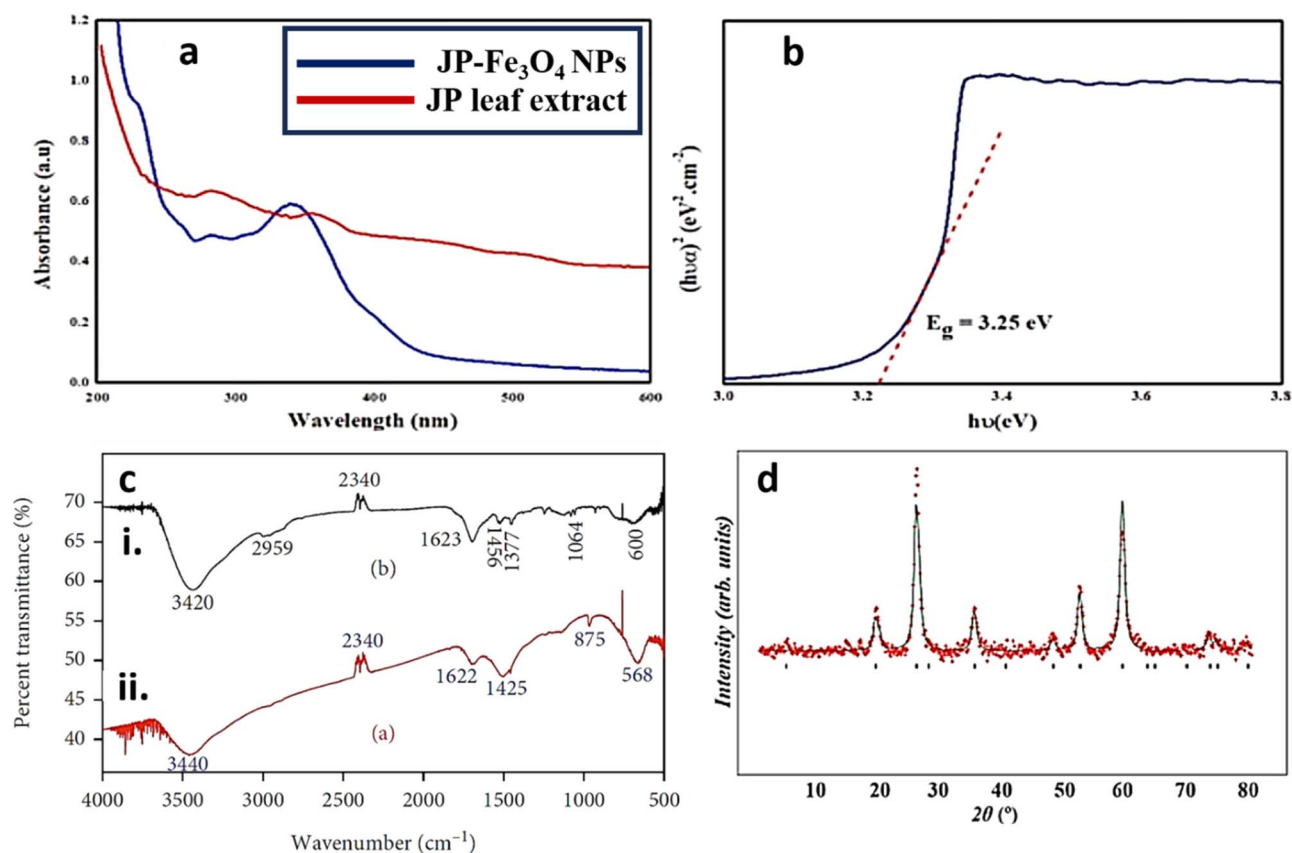 a
JP-Fe₃O₄ NPs
JP leaf extract
Absorbance (a.u)
1.2
1.0
0.8
0.6
0.4
0.2
0.0
200 300 400 500 600
Wavelength (nm)
b
(hυα)² (eV².cm⁻²)
E_g = 3.25 eV
3.0 3.2 3.4 3.6 3.8
hυ(eV)
c
Percent transmittance (%)
70
65
60
55
50
45
40
i.
2340
3420
2959
1623
1456
1377
1064
600
(b)
ii.
2340
3440
1622
1425
875
568
(a)
4000 3500 3000 2500 2000 1500 1000 500
Wavenumber (cm⁻¹)
d
Intensity (arb. units)
10 20 30 40 50 60 70 80
2θ (°)